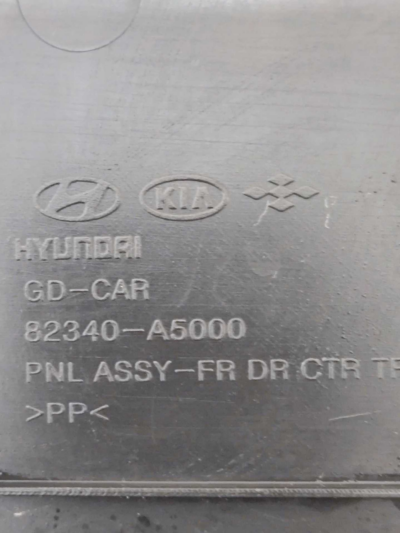 KIA
HYUNDAI
GD-CAR
82340-A5000
PNL ASSY-FR DR CTR
>PP<